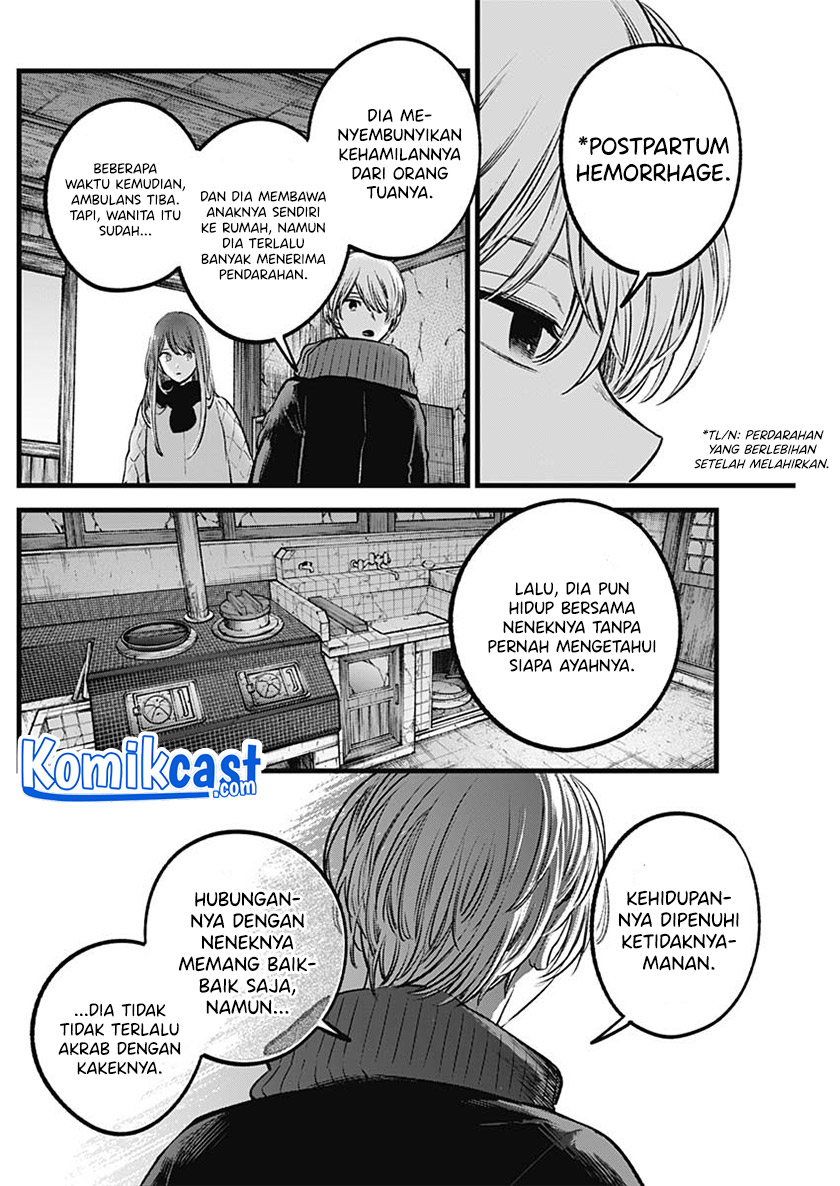 *POSTPARTUM
HEMORRHAGE.
*TL/N: PERDARAHAN
YANG BERLEBIHAN
SETELAH MELAHIRKAN.
DIA ME-
NYEMBUNYIKAN
KEHAMILANNYA
DARI ORANG
TUANYA.
DAN DIA MEMBAWA
ANAKNYA SENDIRI
KE RUMAH, NAMUN
DIA TERLALU
BANYAK MENERIMA
PENDARAHAN.
BEBERAPA
WAKTU KEMUDIAN,
AMBULANS TIBA.
TAPI, WANITA ITU
SUDAH...
LALU, DIA PUN
HIDUP BERSAMA
NENEKNYA TANPA
PERNAH MENGETAHUI
SIAPA AYAHNYA.
Komikcast
.com
KEHIDUPAN-
NYA DIPENUHI
KETIDAKNYA-
MANAN.
HUBUNGAN-
NYA DENGAN
NENEKNYA
MEMANG BAIK-
BAIK SAJA,
NAMUN...
...DIA TIDAK
TIDAK TERLALU
AKRAB DENGAN
KAKEKNYA.